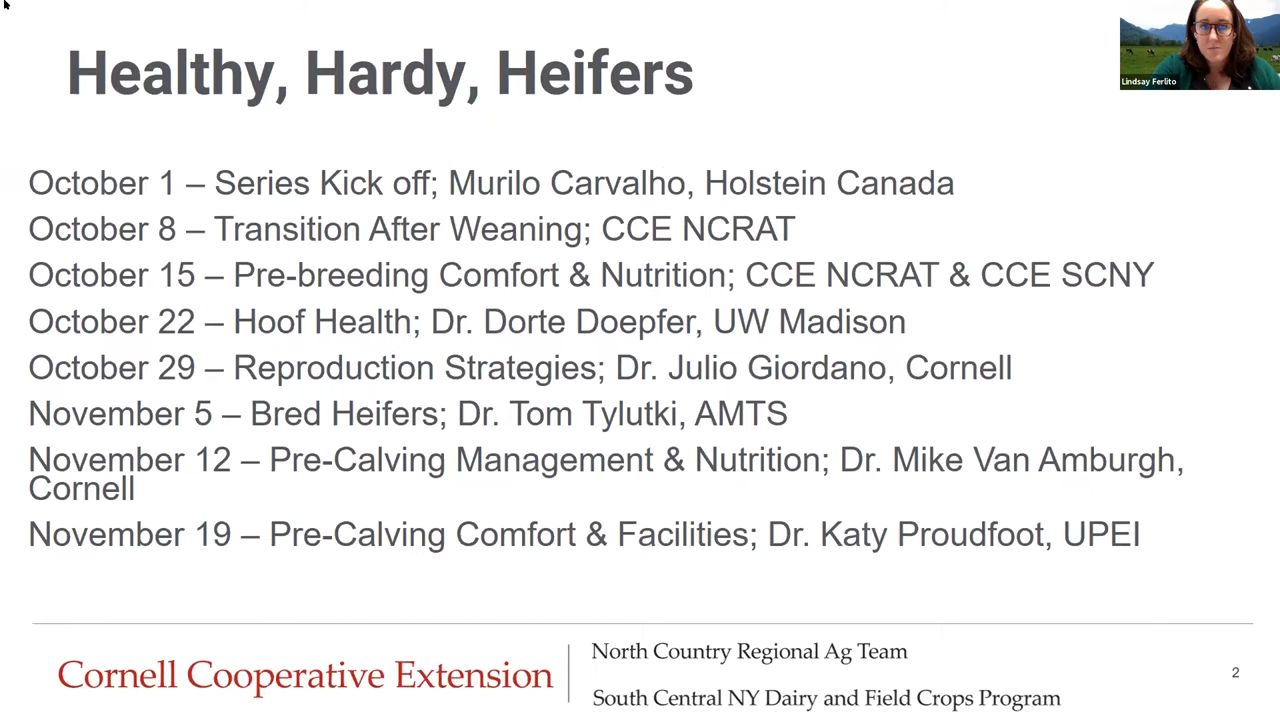 Healthy, Hardy, Heifers
Lindsay Ferlito
October 1 – Series Kick off; Murilo Carvalho, Holstein Canada
October 8 – Transition After Weaning; CCE NCRAT
October 15 – Pre-breeding Comfort & Nutrition; CCE NCRAT & CCE SCNY
October 22 – Hoof Health; Dr. Dorte Doepfer, UW Madison
October 29 – Reproduction Strategies; Dr. Julio Giordano, Cornell
November 5 – Bred Heifers; Dr. Tom Tylutki, AMTS
November 12 – Pre-Calving Management & Nutrition; Dr. Mike Van Amburgh,
Cornell
November 19 – Pre-Calving Comfort & Facilities; Dr. Katy Proudfoot, UPEI
Cornell Cooperative Extension
North Country Regional Ag Team
South Central NY Dairy and Field Crops Program
2